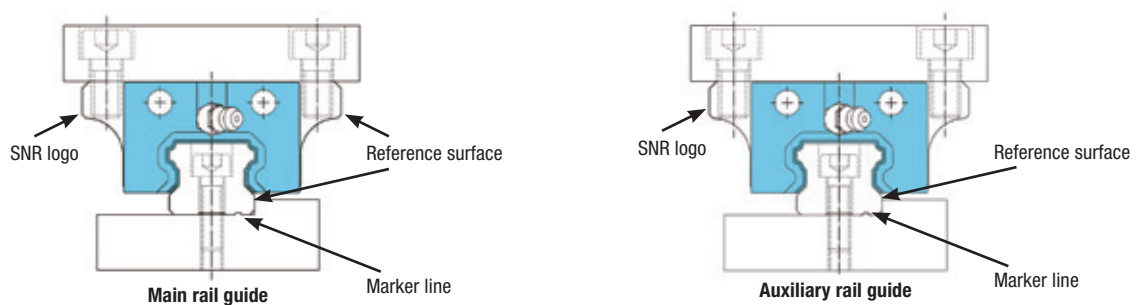 SNR logo
Reference surface
Marker line
Main rail guide
SNR logo
Reference surface
Marker line
Auxiliary rail guide